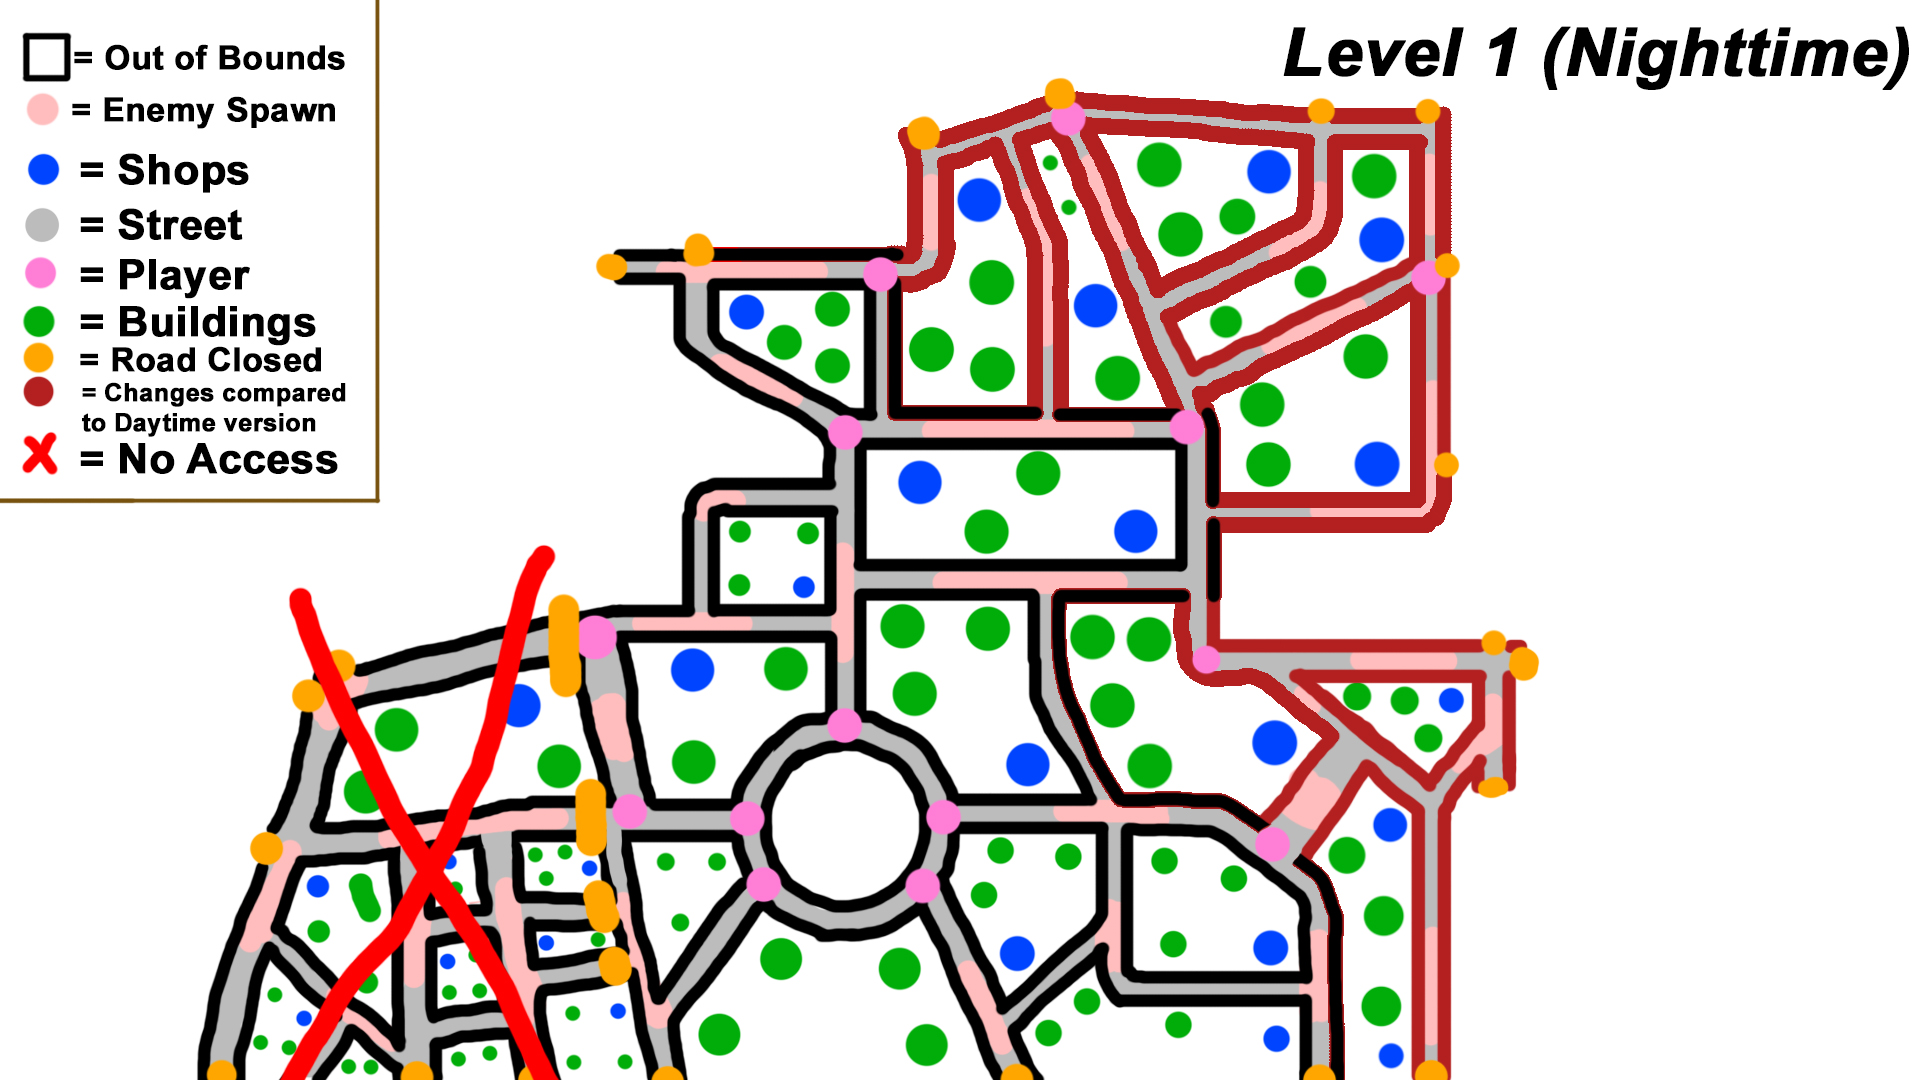 Level 1 (Nighttime)
= Out of Bounds
= Enemy Spawn
= Shops
= Street
= Player
= Buildings
= Road Closed
= Changes compared
to Daytime version
= No Access